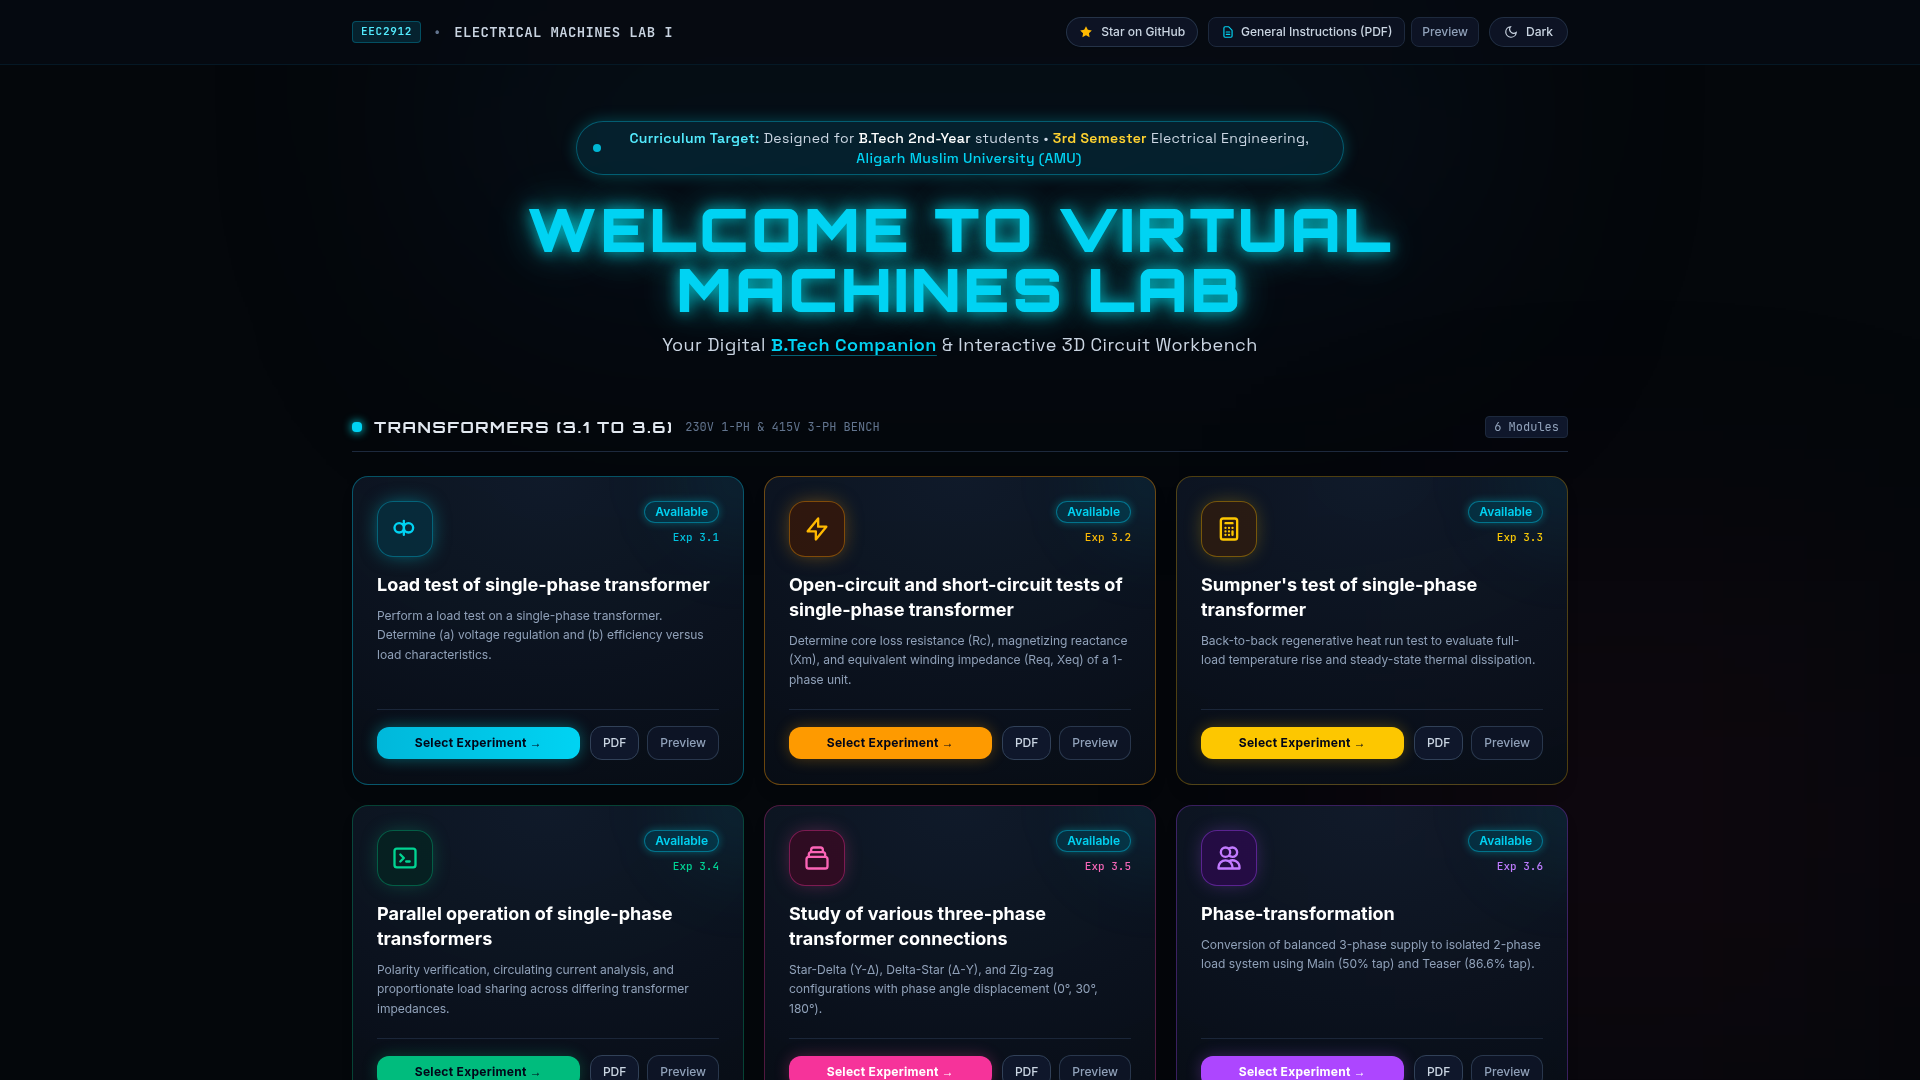 EEC2912 • ELECTRICAL MACHINES LAB I
Star on GitHub
General Instructions (PDF)
Preview
Dark
Curriculum Target: Designed for B.Tech 2nd-Year students • 3rd Semester Electrical Engineering,
Aligarh Muslim University (AMU)
WELCOME TO VIRTUAL
MACHINES LAB
Your Digital B.Tech Companion & Interactive 3D Circuit Workbench
TRANSFORMERS (3.1 TO 3.6) 230V 1-PH & 415V 3-PH BENCH
6 Modules
Available
Exp 3.1
Load test of single-phase transformer
Perform a load test on a single-phase transformer.
Determine (a) voltage regulation and (b) efficiency versus
load characteristics.
Select Experiment →
PDF
Preview
Available
Exp 3.2
Open-circuit and short-circuit tests of
single-phase transformer
Determine core loss resistance (Rc), magnetizing reactance
(Xm), and equivalent winding impedance (Req, Xeq) of a 1-
phase unit.
Select Experiment →
PDF
Preview
Available
Exp 3.3
Sumpner's test of single-phase
transformer
Back-to-back regenerative heat run test to evaluate full-
load temperature rise and steady-state thermal dissipation.
Select Experiment →
PDF
Preview
Available
Exp 3.4
Parallel operation of single-phase
transformers
Polarity verification, circulating current analysis, and
proportionate load sharing across differing transformer
impedances.
Select Experiment →
PDF
Preview
Available
Exp 3.5
Study of various three-phase
transformer connections
Star-Delta (Y-Δ), Delta-Star (Δ-Y), and Zig-zag
configurations with phase angle displacement (0°, 30°,
180°).
Select Experiment →
PDF
Preview
Available
Exp 3.6
Phase-transformation
Conversion of balanced 3-phase supply to isolated 2-phase
load system using Main (50% tap) and Teaser (86.6% tap).
Select Experiment →
PDF
Preview